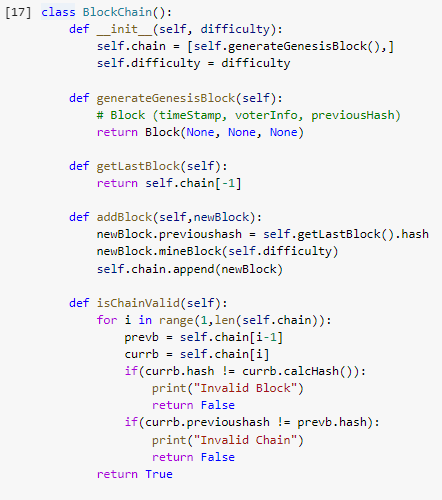 [17] class BlockChain():
    def __init__(self, difficulty):
        self.chain = [self.generateGenesisBlock(),]
        self.difficulty = difficulty

    def generateGenesisBlock(self):
        # Block (timeStamp, voterInfo, previousHash)
        return Block(None, None, None)

    def getLastBlock(self):
        return self.chain[-1]

    def addBlock(self,newBlock):
        newBlock.previoushash = self.getLastBlock().hash
        newBlock.mineBlock(self.difficulty)
        self.chain.append(newBlock)

    def isChainValid(self):
        for i in range(1,len(self.chain)):
            prevb = self.chain[i-1]
            currb = self.chain[i]
            if(currb.hash != currb.calcHash()):
                print("Invalid Block")
                return False
            if(currb.previoushash != prevb.hash):
                print("Invalid Chain")
                return False
        return True